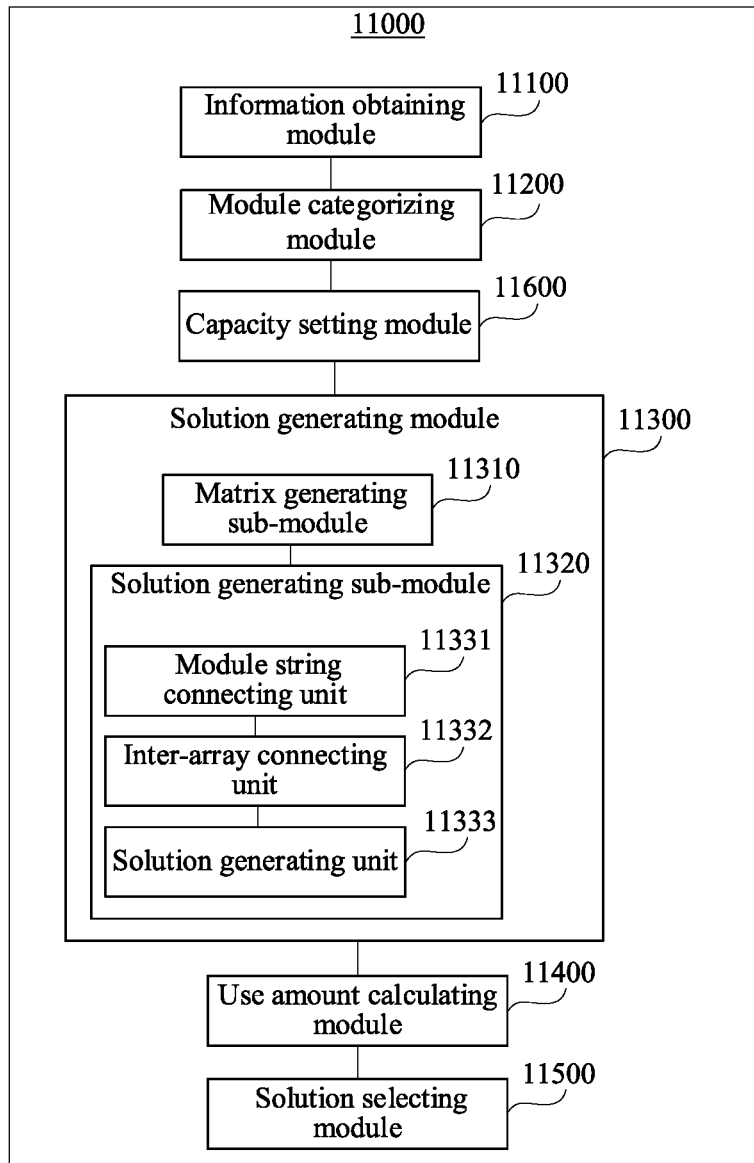 11000
11100
Information obtaining
module
11200
Module categorizing
module
11600
Capacity setting module
Solution generating module
11300
11310
Matrix generating
sub-module
Solution generating sub-module
11320
11331
Module string
connecting unit
11332
Inter-array connecting
unit
11333
Solution generating unit
11400
Use amount calculating
module
11500
Solution selecting
module